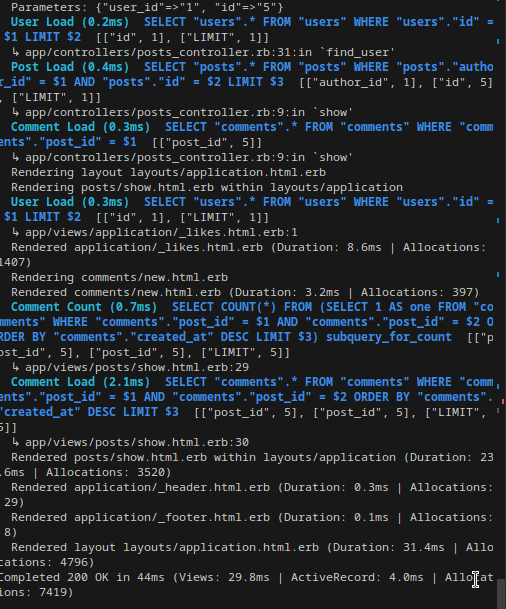 Parameters: {"user_id"=>"1", "id"=>"5"}
User Load (0.2ms)  SELECT "users".* FROM "users" WHERE "users"."id" =
$1 LIMIT $2  [["id", 1], ["LIMIT", 1]]
↳ app/controllers/posts_controller.rb:31:in `find_user'
Post Load (0.4ms)  SELECT "posts".* FROM "posts" WHERE "posts"."autho
r_id" = $1 AND "posts"."id" = $2 LIMIT $3  [["author_id", 1], ["id", 5]
, ["LIMIT", 1]]
↳ app/controllers/posts_controller.rb:9:in `show'
Comment Load (0.3ms)  SELECT "comments".* FROM "comments" WHERE "comm
ents"."post_id" = $1  [["post_id", 5]]
↳ app/controllers/posts_controller.rb:9:in `show'
Rendering layout layouts/application.html.erb
Rendering posts/show.html.erb within layouts/application
User Load (0.3ms)  SELECT "users".* FROM "users" WHERE "users"."id" =
$1 LIMIT $2  [["id", 1], ["LIMIT", 1]]
↳ app/views/application/_likes.html.erb:1
Rendered application/_likes.html.erb (Duration: 8.6ms | Allocations:
1407)
Rendering comments/new.html.erb
Rendered comments/new.html.erb (Duration: 3.2ms | Allocations: 397)
Comment Count (0.7ms)  SELECT COUNT(*) FROM (SELECT 1 AS one FROM "co
mments" WHERE "comments"."post_id" = $1 AND "comments"."post_id" = $2 O
RDER BY "comments"."created_at" DESC LIMIT $3) subquery_for_count  [["p
ost_id", 5], ["post_id", 5], ["LIMIT", 5]]
↳ app/views/posts/show.html.erb:29
Comment Load (2.1ms)  SELECT "comments".* FROM "comments" WHERE "comm
ents"."post_id" = $1 AND "comments"."post_id" = $2 ORDER BY "comments".
"created_at" DESC LIMIT $3  [["post_id", 5], ["post_id", 5], ["LIMIT",
5]]
↳ app/views/posts/show.html.erb:30
Rendered posts/show.html.erb within layouts/application (Duration: 23
.6ms | Allocations: 3520)
Rendered application/_header.html.erb (Duration: 0.3ms | Allocations:
29)
Rendered application/_footer.html.erb (Duration: 0.1ms | Allocations:
8)
Rendered layout layouts/application.html.erb (Duration: 31.4ms | Allo
cations: 4796)
Completed 200 OK in 44ms (Views: 29.8ms | ActiveRecord: 4.0ms | Allocat
ions: 7419)